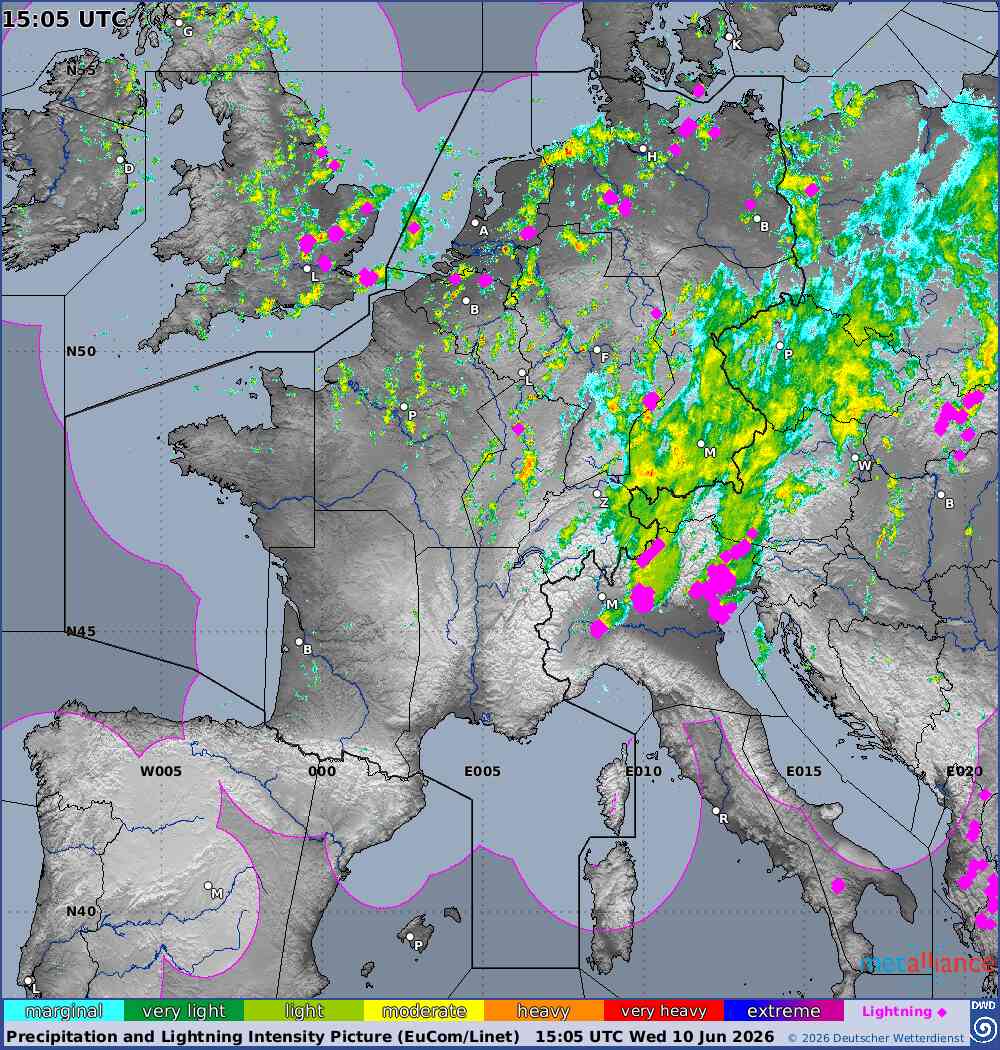 15:05 UTC
G
K
N55
D
H
A
B
L
B
N50
F
P
L
P
M
W
Z
B
M
N45
B
W005
000
E005
E010
E015
E020
R
M
N40
P
metalliance
L
DWD
marginal very light light moderate heavy very heavy extreme Lightning ◆
Precipitation and Lightning Intensity Picture (EuCom/Linet) 15:05 UTC Wed 10 Jun 2026 © 2026 Deutscher Wetterdienst